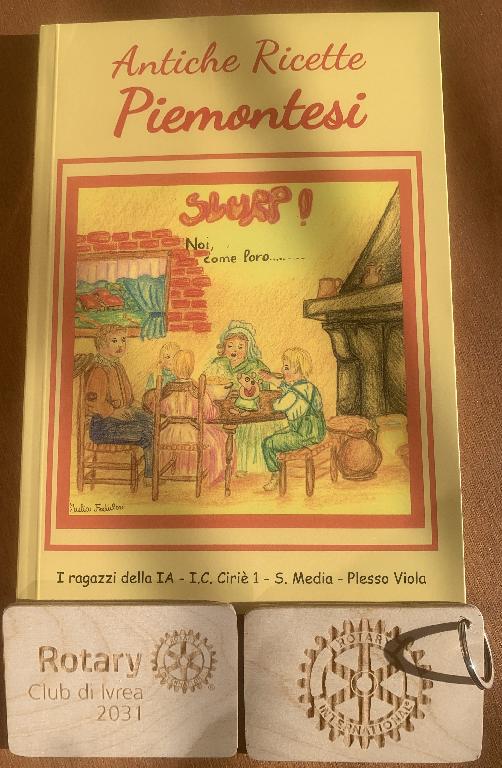 Antiche Ricette
Piemontesi
SLURP!
Noi,
come loro.......
I ragazzi della IA - I.C. Ciriè 1 - S. Media - Plesso Viola
Rotary
Club di Ivrea
2031
ROTARY
INTERNATIONAL